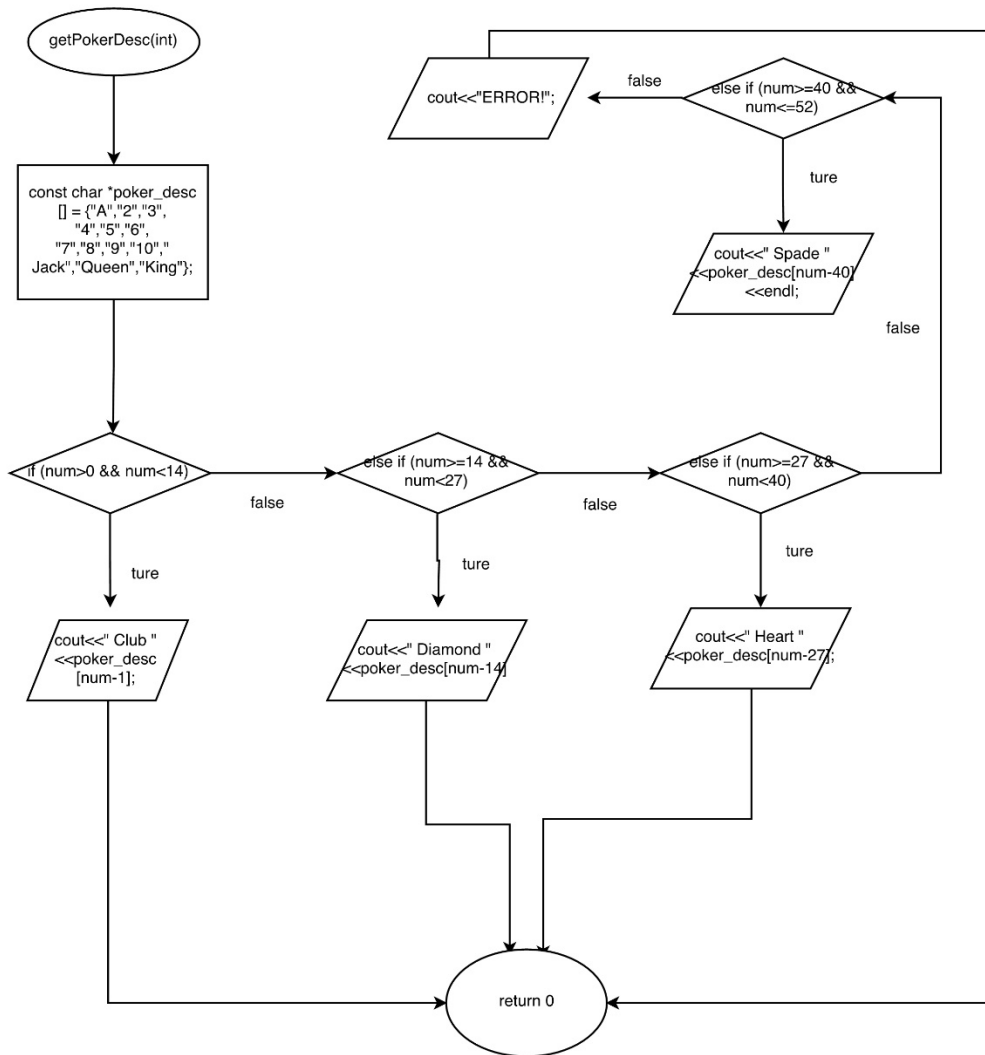 getPokerDesc(int)
const char *poker_desc
[] = {"A","2","3",
"4","5","6",
"7","8","9","10","
Jack","Queen","King"};
if (num>0 && num<14)
false
ture
cout<<" Club "
<<poker_desc
[num-1];
else if (num>=14 &&
num<27)
false
ture
cout<<" Diamond "
<<poker_desc[num-14]
else if (num>=27 &&
num<40)
false
ture
cout<<" Heart "
<<poker_desc[num-27];
else if (num>=40 &&
num<=52)
false
cout<<"ERROR!";
ture
cout<<" Spade "
<<poker_desc[num-40]
<<endl;
return 0